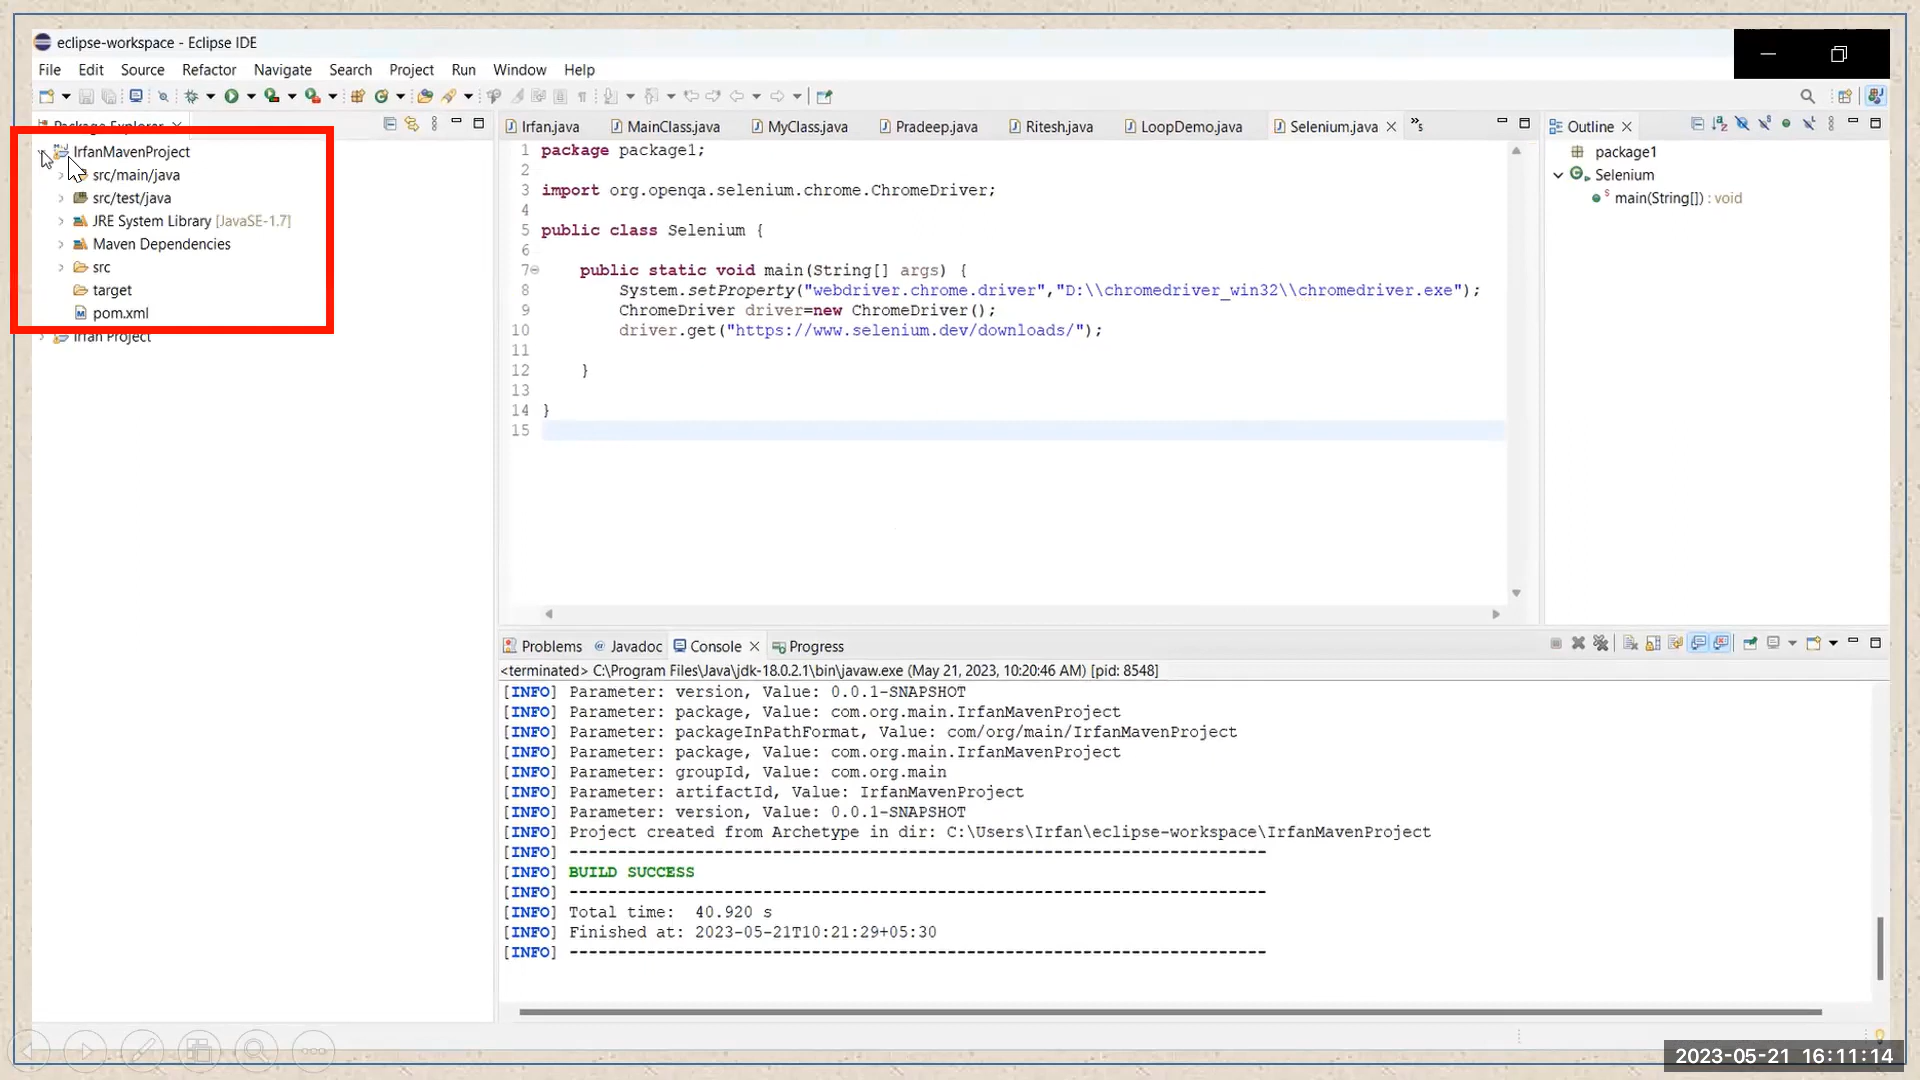 eclipse-workspace - Eclipse IDE
File Edit Source Refactor Navigate Search Project Run Window Help
Package Explorer
IrfanMavenProject
src/main/java
src/test/java
JRE System Library [JavaSE-1.7]
Maven Dependencies
src
target
pom.xml
Irfan Project
Irfan.java MainClass.java MyClass.java Pradeep.java Ritesh.java LoopDemo.java Selenium.java »5
1 package package1;
2
3 import org.openqa.selenium.chrome.ChromeDriver;
4
5 public class Selenium {
6
7 public static void main(String[] args) {
8 System.setProperty("webdriver.chrome.driver","D:\\chromedriver_win32\\chromedriver.exe");
9 ChromeDriver driver=new ChromeDriver();
10 driver.get("https://www.selenium.dev/downloads/");
11
12 }
13
14 }
15
Outline
package1
Selenium
main(String[]) : void
Problems Javadoc Console Progress
<terminated> C:\Program Files\Java\jdk-18.0.2.1\bin\javaw.exe (May 21, 2023, 10:20:46 AM) [pid: 8548]
[INFO] Parameter: version, Value: 0.0.1-SNAPSHOT
[INFO] Parameter: package, Value: com.org.main.IrfanMavenProject
[INFO] Parameter: packageInPathFormat, Value: com/org/main/IrfanMavenProject
[INFO] Parameter: package, Value: com.org.main.IrfanMavenProject
[INFO] Parameter: groupId, Value: com.org.main
[INFO] Parameter: artifactId, Value: IrfanMavenProject
[INFO] Parameter: version, Value: 0.0.1-SNAPSHOT
[INFO] Project created from Archetype in dir: C:\Users\Irfan\eclipse-workspace\IrfanMavenProject
[INFO] ------------------------------------------------------------------------
[INFO] BUILD SUCCESS
[INFO] ------------------------------------------------------------------------
[INFO] Total time: 40.920 s
[INFO] Finished at: 2023-05-21T10:21:29+05:30
[INFO] ------------------------------------------------------------------------
2023-05-21 16:11:14